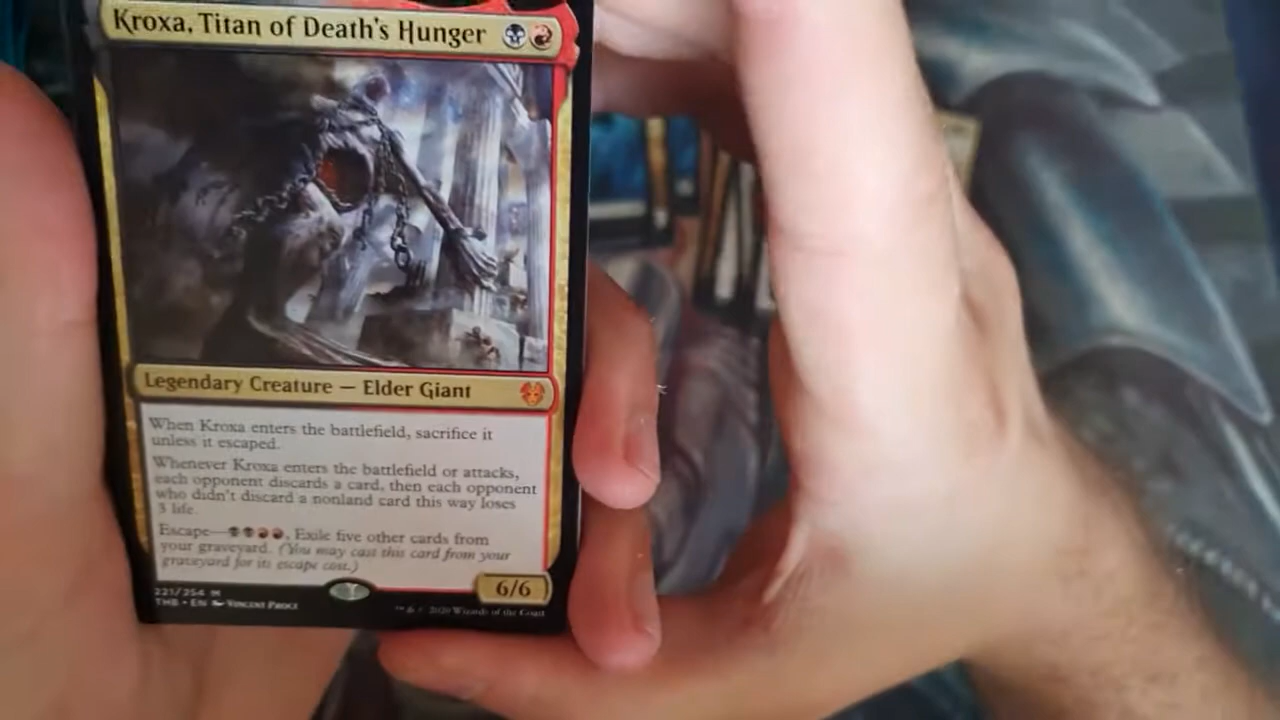 Kroxa, Titan of Death's Hunger
Legendary Creature — Elder Giant
When Kroxa enters the battlefield, sacrifice it
unless it escaped.
Whenever Kroxa enters the battlefield or attacks,
each opponent discards a card, then each opponent
who didn't discard a nonland card this way loses
3 life.
Escape—, Exile five other cards from
your graveyard. (You may cast this card from your
graveyard for its escape cost.)
6/6
221/254 M
THB • EN Vincent Proce
™ & © 2020 Wizards of the Coast